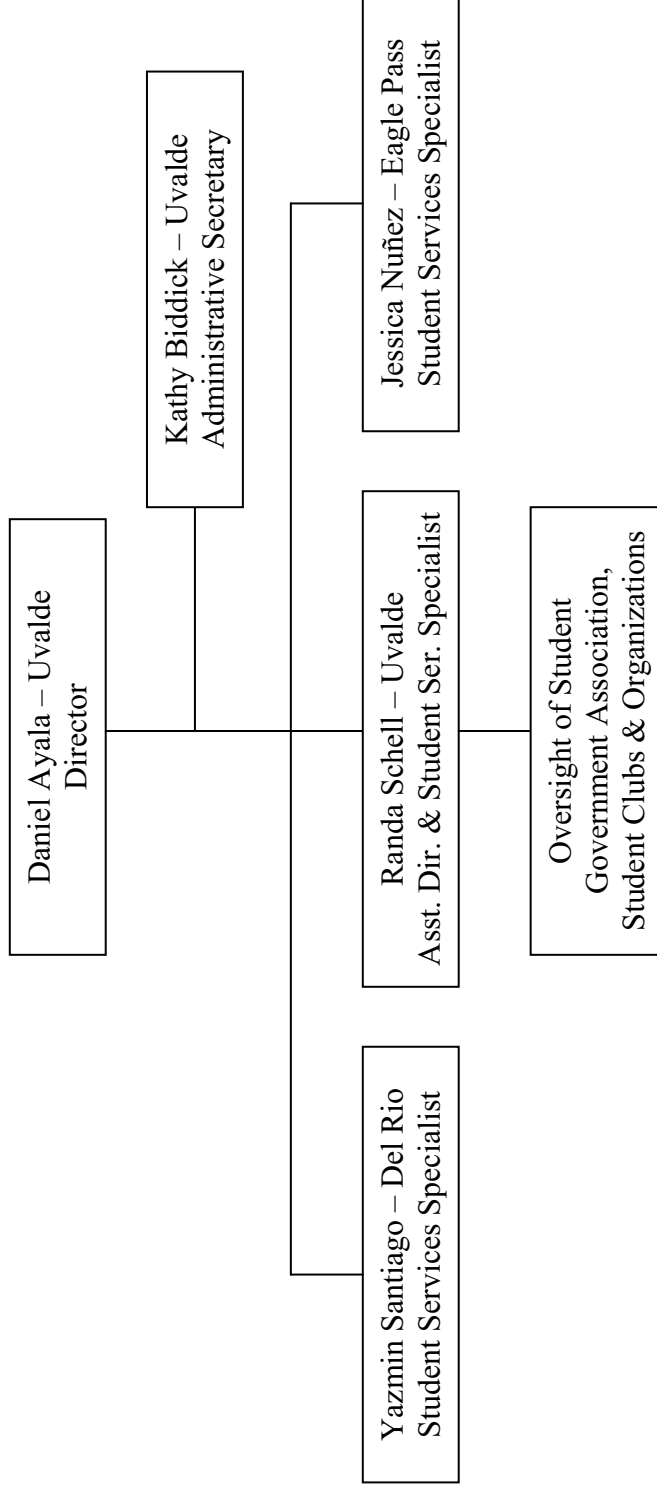 Daniel Ayala – Uvalde
Director
Kathy Biddick – Uvalde
Administrative Secretary
Yazmin Santiago – Del Rio
Student Services Specialist
Randa Schell – Uvalde
Asst. Dir. & Student Ser. Specialist
Jessica Nuñez – Eagle Pass
Student Services Specialist
Oversight of Student
Government Association,
Student Clubs & Organizations